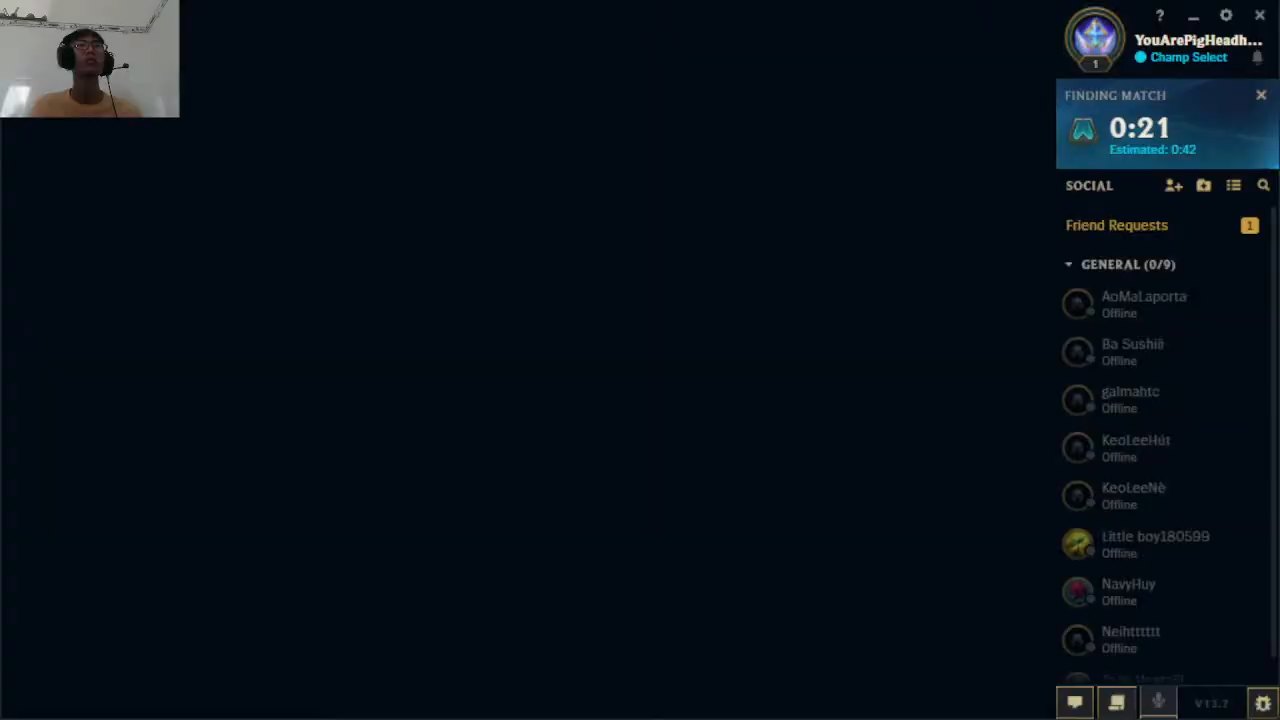 YouArePigHeadh...
1
Champ Select
FINDING MATCH
0:21
Estimated: 0:42
SOCIAL
Friend Requests
1
GENERAL (0/9)
AoMaLaporta
Offline
Ba Sushiii
Offline
galmahtc
Offline
KeoLeeHút
Offline
KeoLeeNè
Offline
Little boy180599
Offline
NavyHuy
Offline
Neihtttttt
Offline